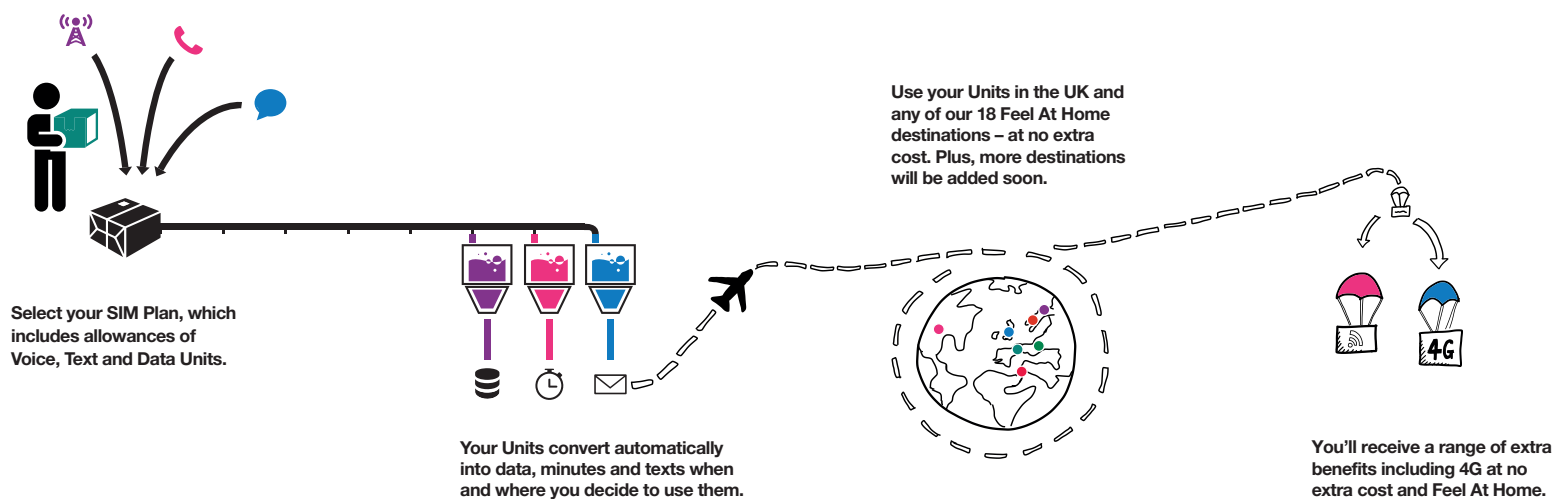 Select your SIM Plan, which
includes allowances of
Voice, Text and Data Units.
Your Units convert automatically
into data, minutes and texts when
and where you decide to use them.
Use your Units in the UK and
any of our 18 Feel At Home
destinations – at no extra
cost. Plus, more destinations
will be added soon.
4G
You’ll receive a range of extra
benefits including 4G at no
extra cost and Feel At Home.